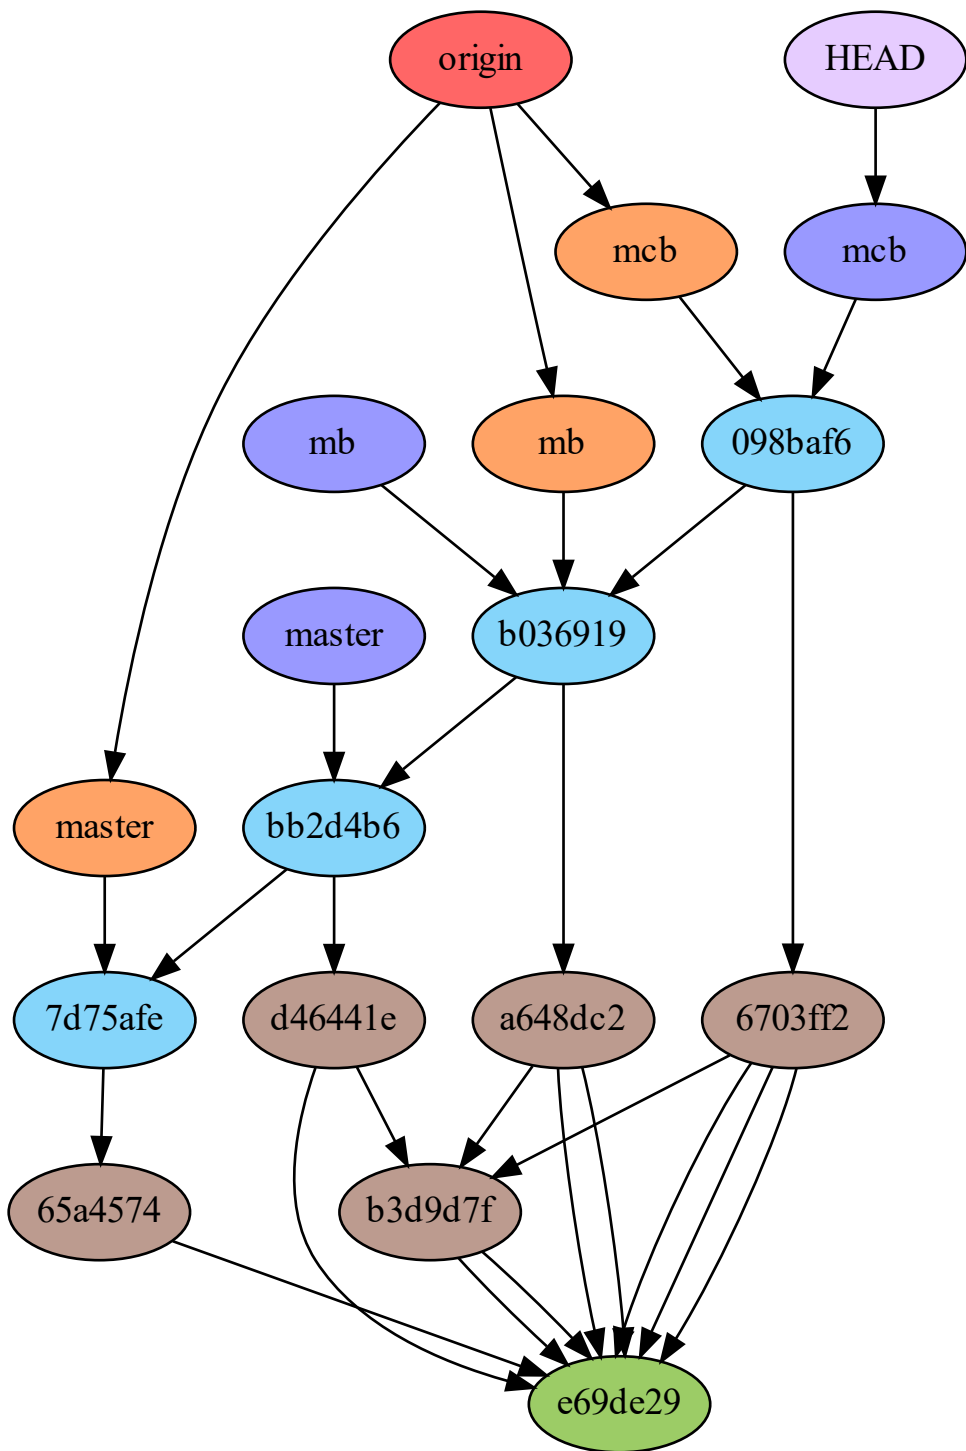 origin
HEAD
mcb
mcb
mb
mb
098baf6
master
b036919
master
bb2d4b6
7d75afe
d46441e
a648dc2
6703ff2
65a4574
b3d9d7f
e69de29